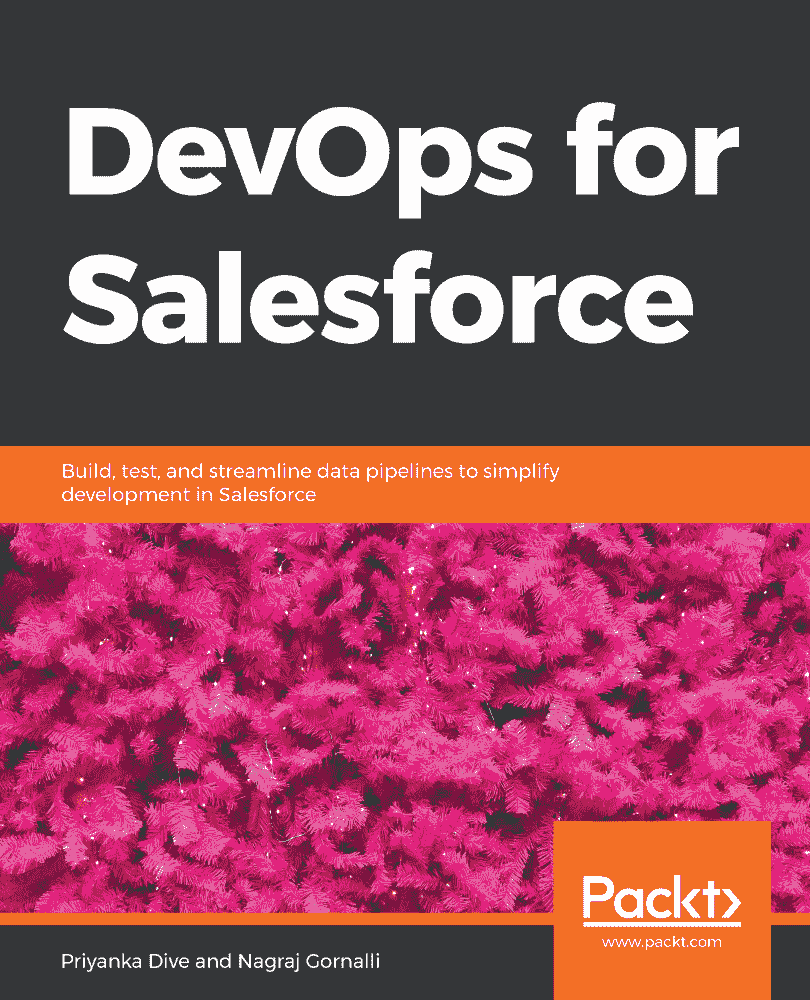 DevOps for
Salesforce
Build, test, and streamline data pipelines to simplify
development in Salesforce
Packt>
www.packt.com
Priyanka Dive and Nagraj Gornalli